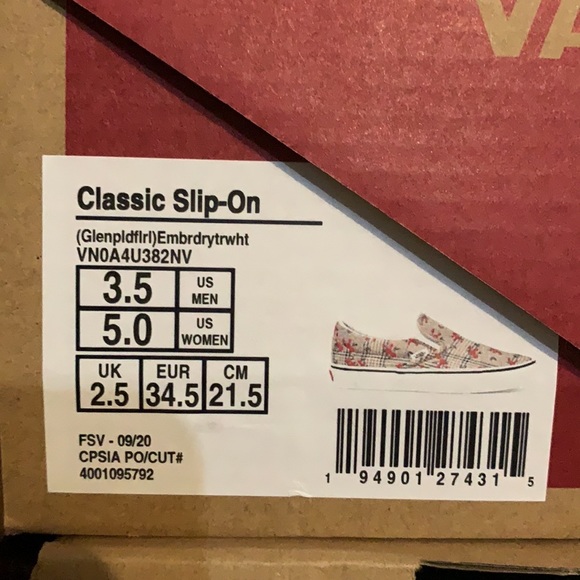 VA
Classic Slip-On
(Glenpldflrl)Embrdrytrwht
VN0A4U382NV
3.5 US MEN
5.0 US WOMEN
UK EUR CM
2.5 34.5 21.5
FSV - 09/20
CPSIA PO/CUT#
4001095792
1 94901 27431 5